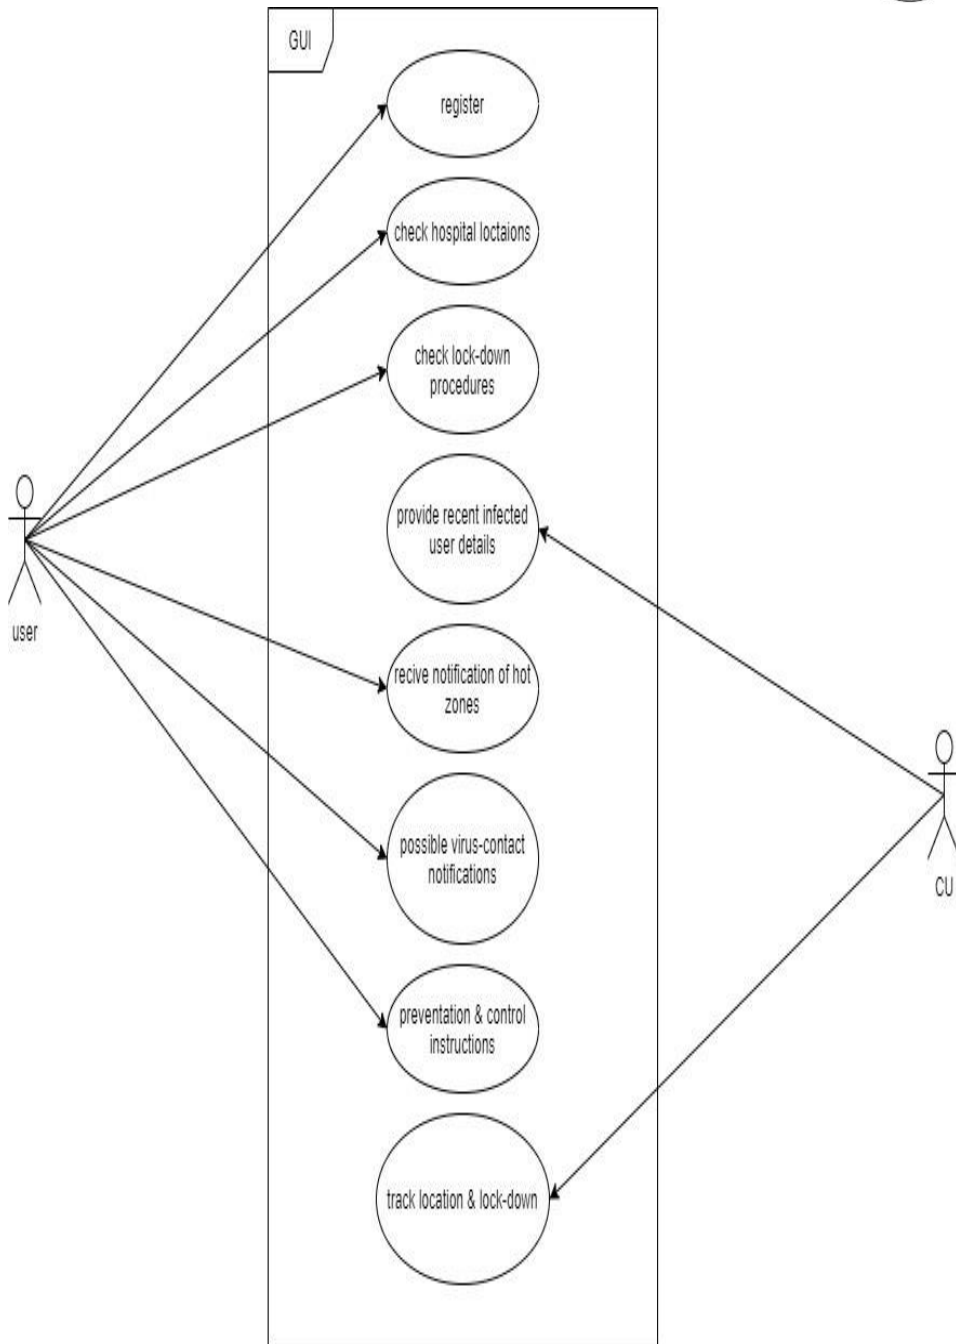 GUI
register
check hospital loctaions
check lock-down
procedures
provide recent infected
user details
user
recive notification of hot
zones
possible virus-contact
notifications
CU
preventation & control
instructions
track location & lock-down